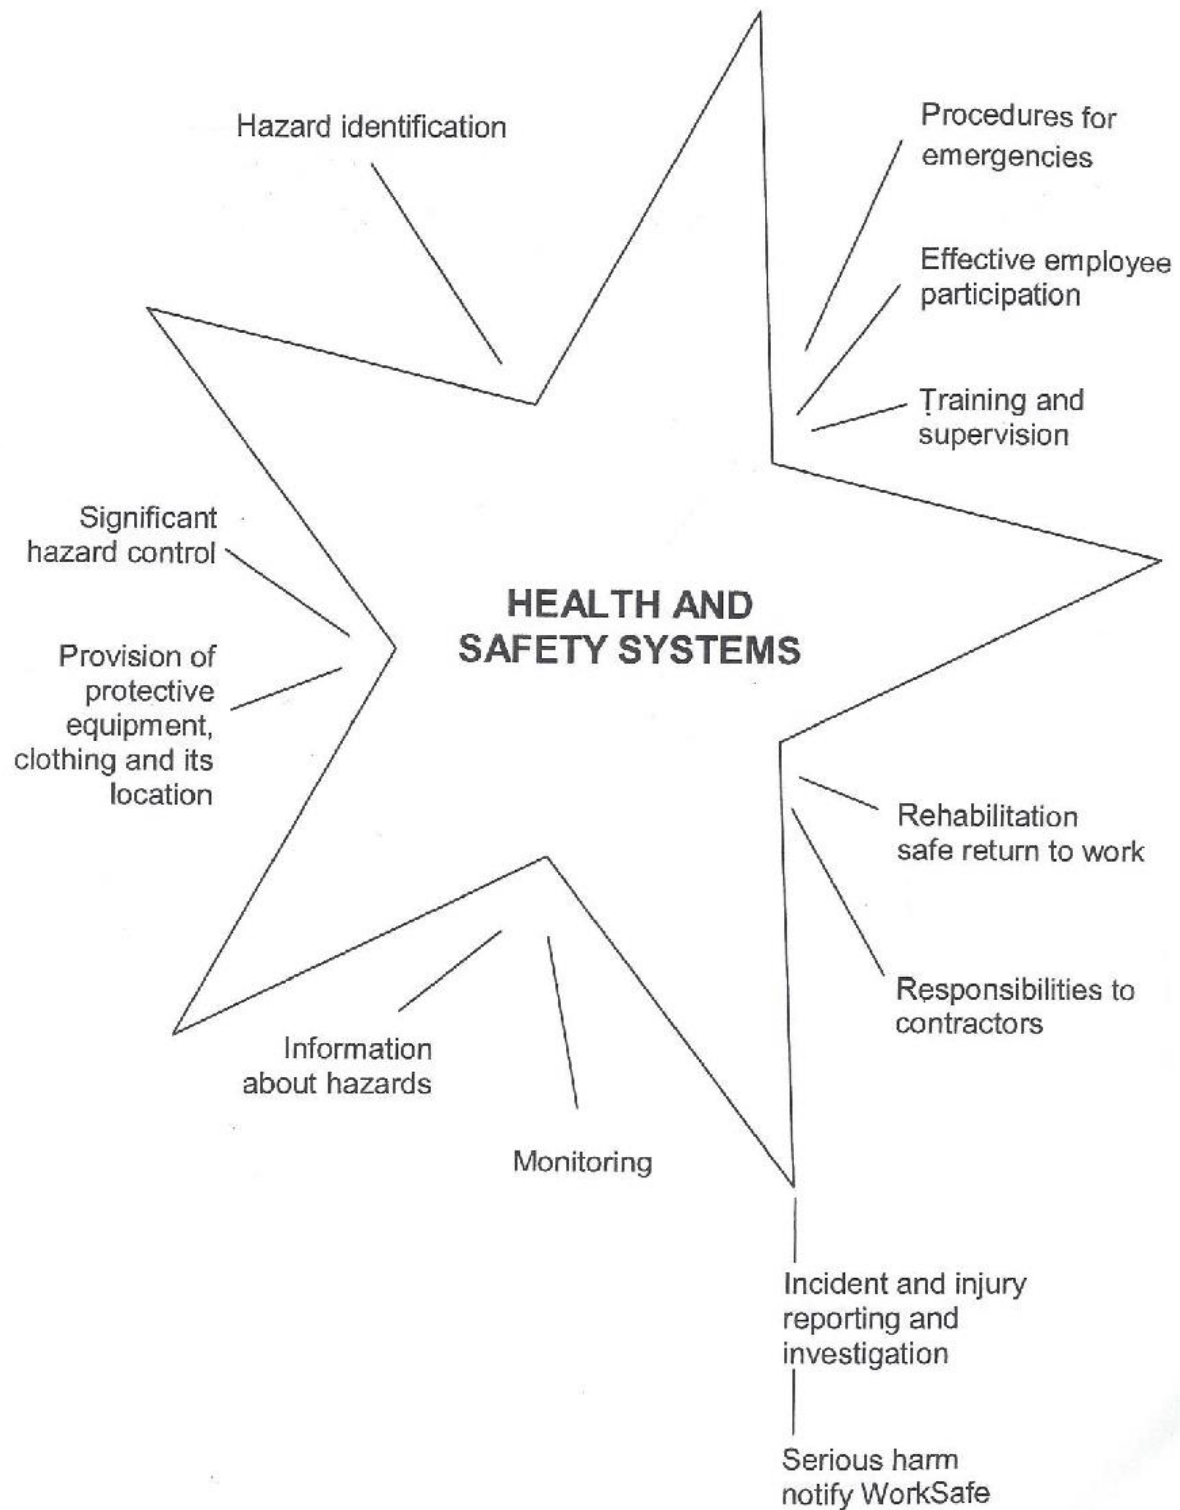 Hazard identification
Procedures for
emergencies
Effective employee
participation
Training and
supervision
Significant
hazard control
HEALTH AND
SAFETY SYSTEMS
Provision of
protective
equipment,
clothing and its
location
Rehabilitation
safe return to work
Responsibilities to
contractors
Information
about hazards
Monitoring
Incident and injury
reporting and
investigation
Serious harm
notify WorkSafe